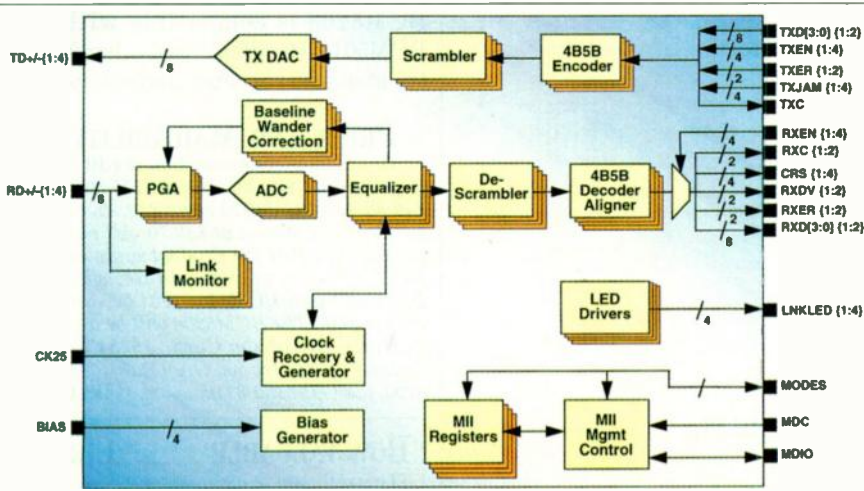 TD+/-{1:4}
8
TX DAC
Scrambler
4B5B
Encoder
8
TXD[3:0] {1:2}
4
TXEN {1:4}
2
TXER {1:2}
4
TXJAM {1:4}
TXC
Baseline
Wander
Correction
RD+/-{1:4}
8
PGA
ADC
Equalizer
De-
Scrambler
4B5B
Decoder
Aligner
4
RXEN {1:4}
2
RXC {1:2}
4
CRS {1:4}
2
RXDV {1:2}
2
RXER {1:2}
8
RXD[3:0] {1:2}
Link
Monitor
LED
Drivers
4
LNKLED {1:4}
CK25
Clock
Recovery &
Generator
BIAS
4
Bias
Generator
MII
Registers
MII
Mgmt
Control
MODES
MDC
MDIO